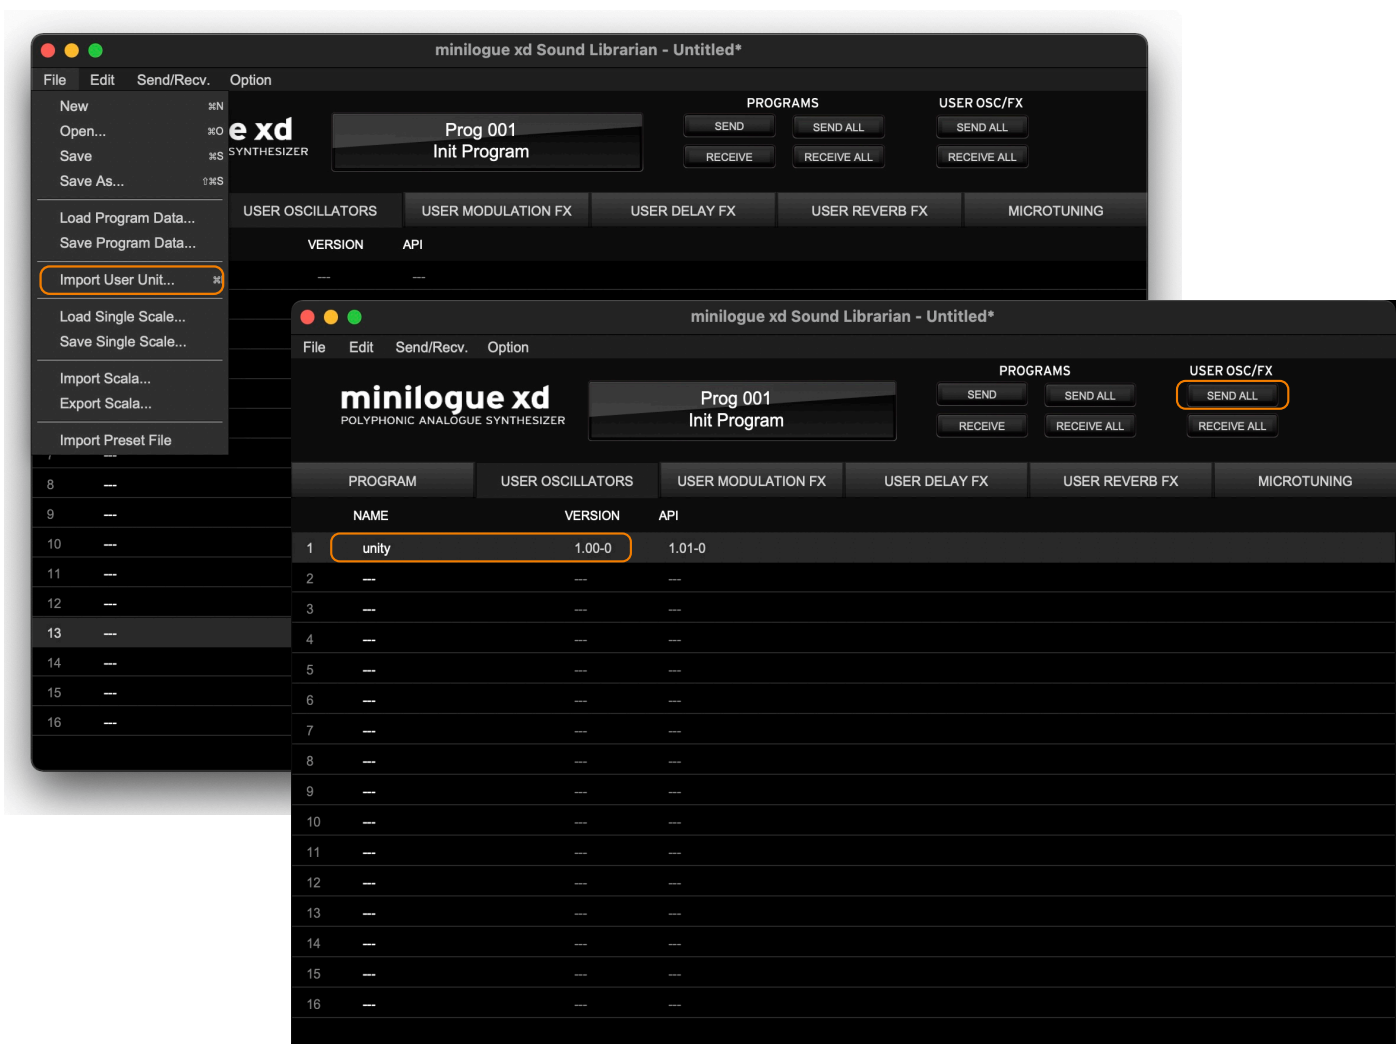 minilogue xd Sound Librarian - Untitled*
File Edit Send/Recv. Option
New ⌘N
Open... ⌘O
Save ⌘S
Save As... ⇧⌘S
Load Program Data...
Save Program Data...
Import User Unit... ⌘
Load Single Scale...
Save Single Scale...
Import Scala...
Export Scala...
Import Preset File
e xd
SYNTHESIZER
Prog 001
Init Program
PROGRAMS
SEND SEND ALL
RECEIVE RECEIVE ALL
USER OSC/FX
SEND ALL
RECEIVE ALL
USER OSCILLATORS USER MODULATION FX USER DELAY FX USER REVERB FX MICROTUNING
VERSION API
--- ---
7 ---
8 ---
9 ---
10 ---
11 ---
12 ---
13 ---
14 ---
15 ---
16 ---
minilogue xd Sound Librarian - Untitled*
File Edit Send/Recv. Option
minilogue xd
POLYPHONIC ANALOGUE SYNTHESIZER
Prog 001
Init Program
PROGRAMS
SEND SEND ALL
RECEIVE RECEIVE ALL
USER OSC/FX
SEND ALL
RECEIVE ALL
PROGRAM USER OSCILLATORS USER MODULATION FX USER DELAY FX USER REVERB FX MICROTUNING
NAME VERSION API
1 unity 1.00-0 1.01-0
2 --- --- ---
3 --- --- ---
4 --- --- ---
5 --- --- ---
6 --- --- ---
7 --- --- ---
8 --- --- ---
9 --- --- ---
10 --- --- ---
11 --- --- ---
12 --- --- ---
13 --- --- ---
14 --- --- ---
15 --- --- ---
16 --- --- ---